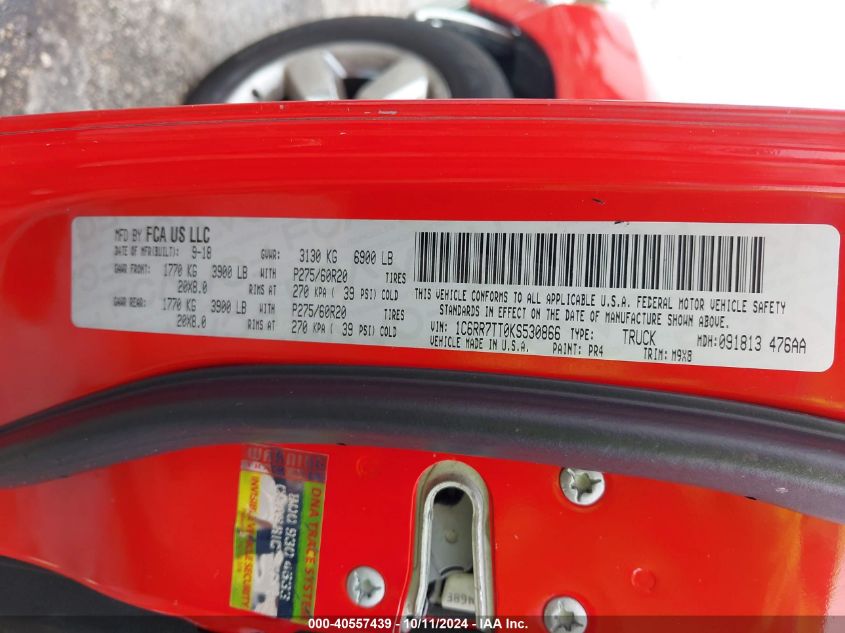 MFD BY FCA US LLC
DATE OF MFR(BUILT): 9-18 GVWR: 3130 KG 6900 LB
GAWR FRONT: 1770 KG 3900 LB WITH P275/60R20 TIRES
20X8.0 RIMS AT 270 KPA ( 39 PSI) COLD
GAWR REAR: 1770 KG 3900 LB WITH P275/60R20 TIRES
20X8.0 RIMS AT 270 KPA ( 39 PSI) COLD
THIS VEHICLE CONFORMS TO ALL APPLICABLE U.S.A. FEDERAL MOTOR VEHICLE SAFETY
STANDARDS IN EFFECT ON THE DATE OF MANUFACTURE SHOWN ABOVE.
VIN: 1C6RR7TT0KS530866 TYPE: TRUCK MDH:091813 476AA
VEHICLE MADE IN U.S.A. PAINT: PR4 TRIM: M9X8
WARNING
DNA TRACE SYSTEM
INVISIBLE VEHICLE SECURITY
000-40557439 - 10/11/2024 - IAA Inc.